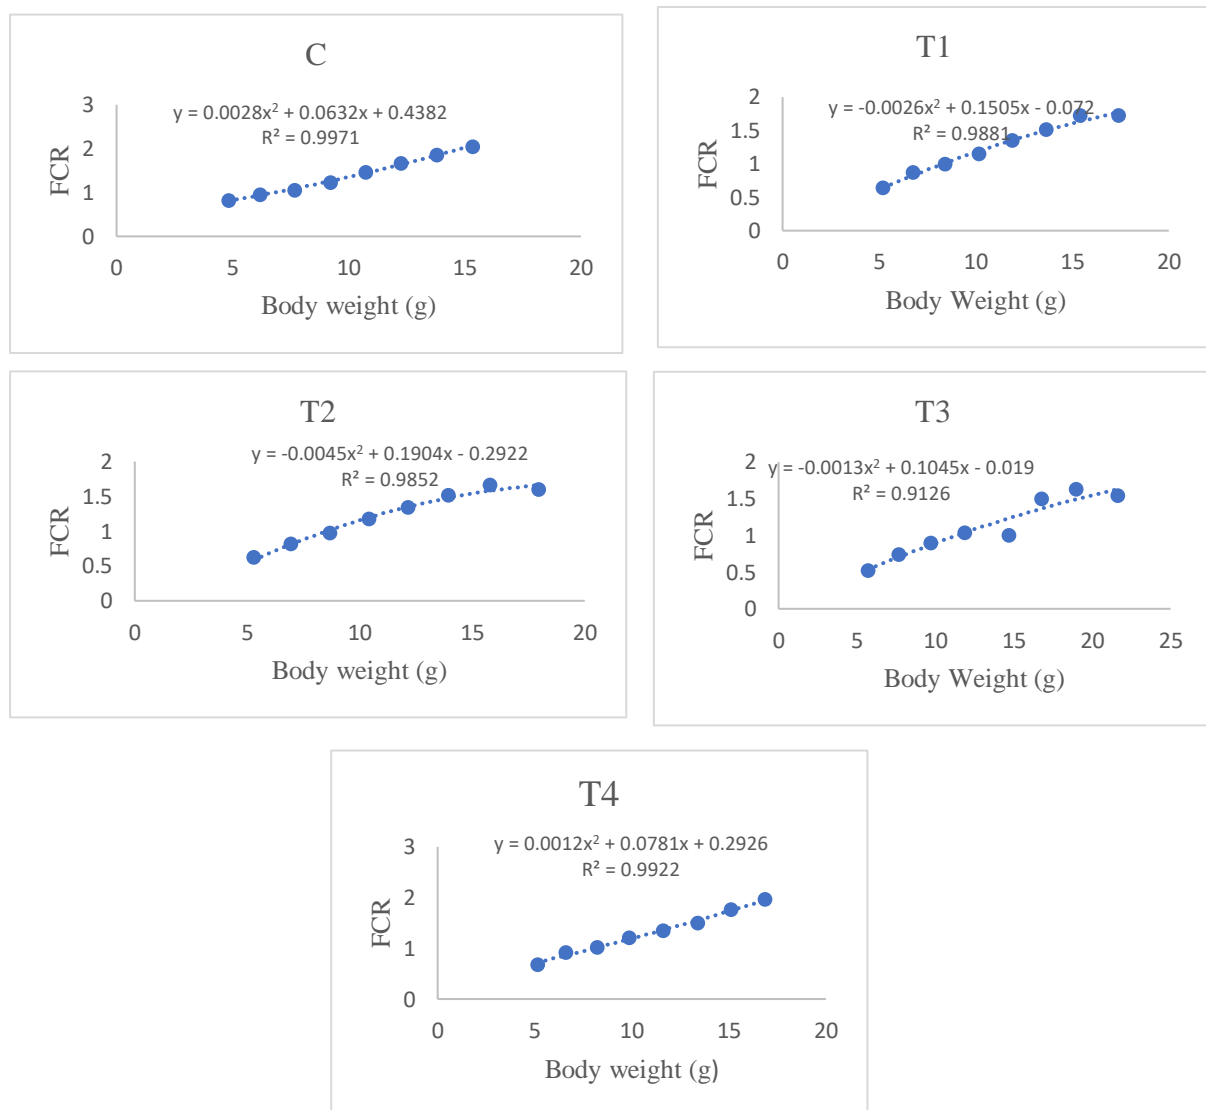 C
y = 0.0028x² + 0.0632x + 0.4382
R² = 0.9971
3
2
1
0
FCR
0 5 10 15 20
Body weight (g)
T1
y = -0.0026x² + 0.1505x - 0.072
R² = 0.9881
2
1.5
1
0.5
0
FCR
0 5 10 15 20
Body Weight (g)
T2
y = -0.0045x² + 0.1904x - 0.2922
R² = 0.9852
2
1.5
1
0.5
0
FCR
0 5 10 15 20
Body weight (g)
T3
y = -0.0013x² + 0.1045x - 0.019
R² = 0.9126
2
1.5
1
0.5
0
FCR
0 5 10 15 20 25
Body Weight (g)
T4
y = 0.0012x² + 0.0781x + 0.2926
R² = 0.9922
3
2
1
0
FCR
0 5 10 15 20
Body weight (g)